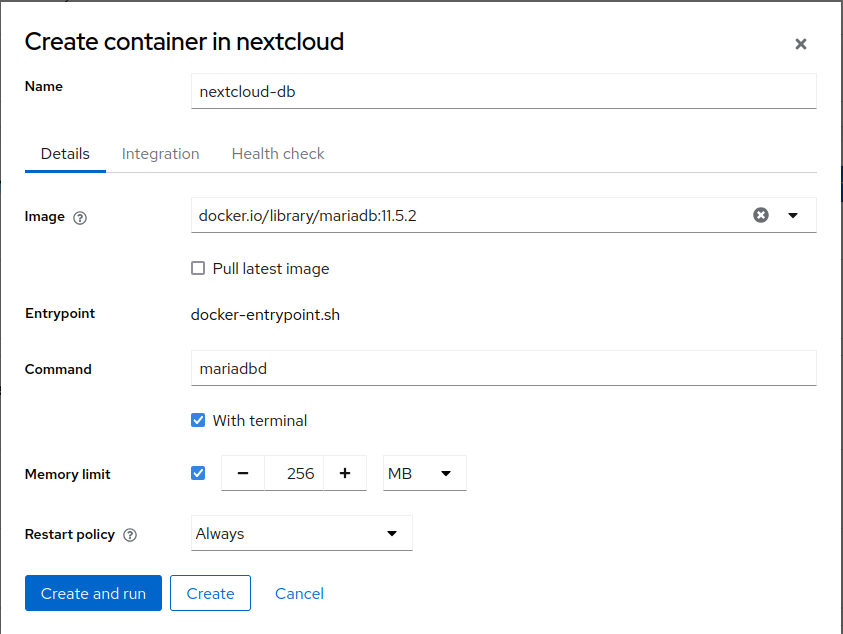 Create container in nextcloud
Name
nextcloud-db
Details Integration Health check
Image
docker.io/library/mariadb:11.5.2
Pull latest image
Entrypoint
docker-entrypoint.sh
Command
mariadbd
With terminal
Memory limit
256
MB
Restart policy
Always
Create and run Create Cancel